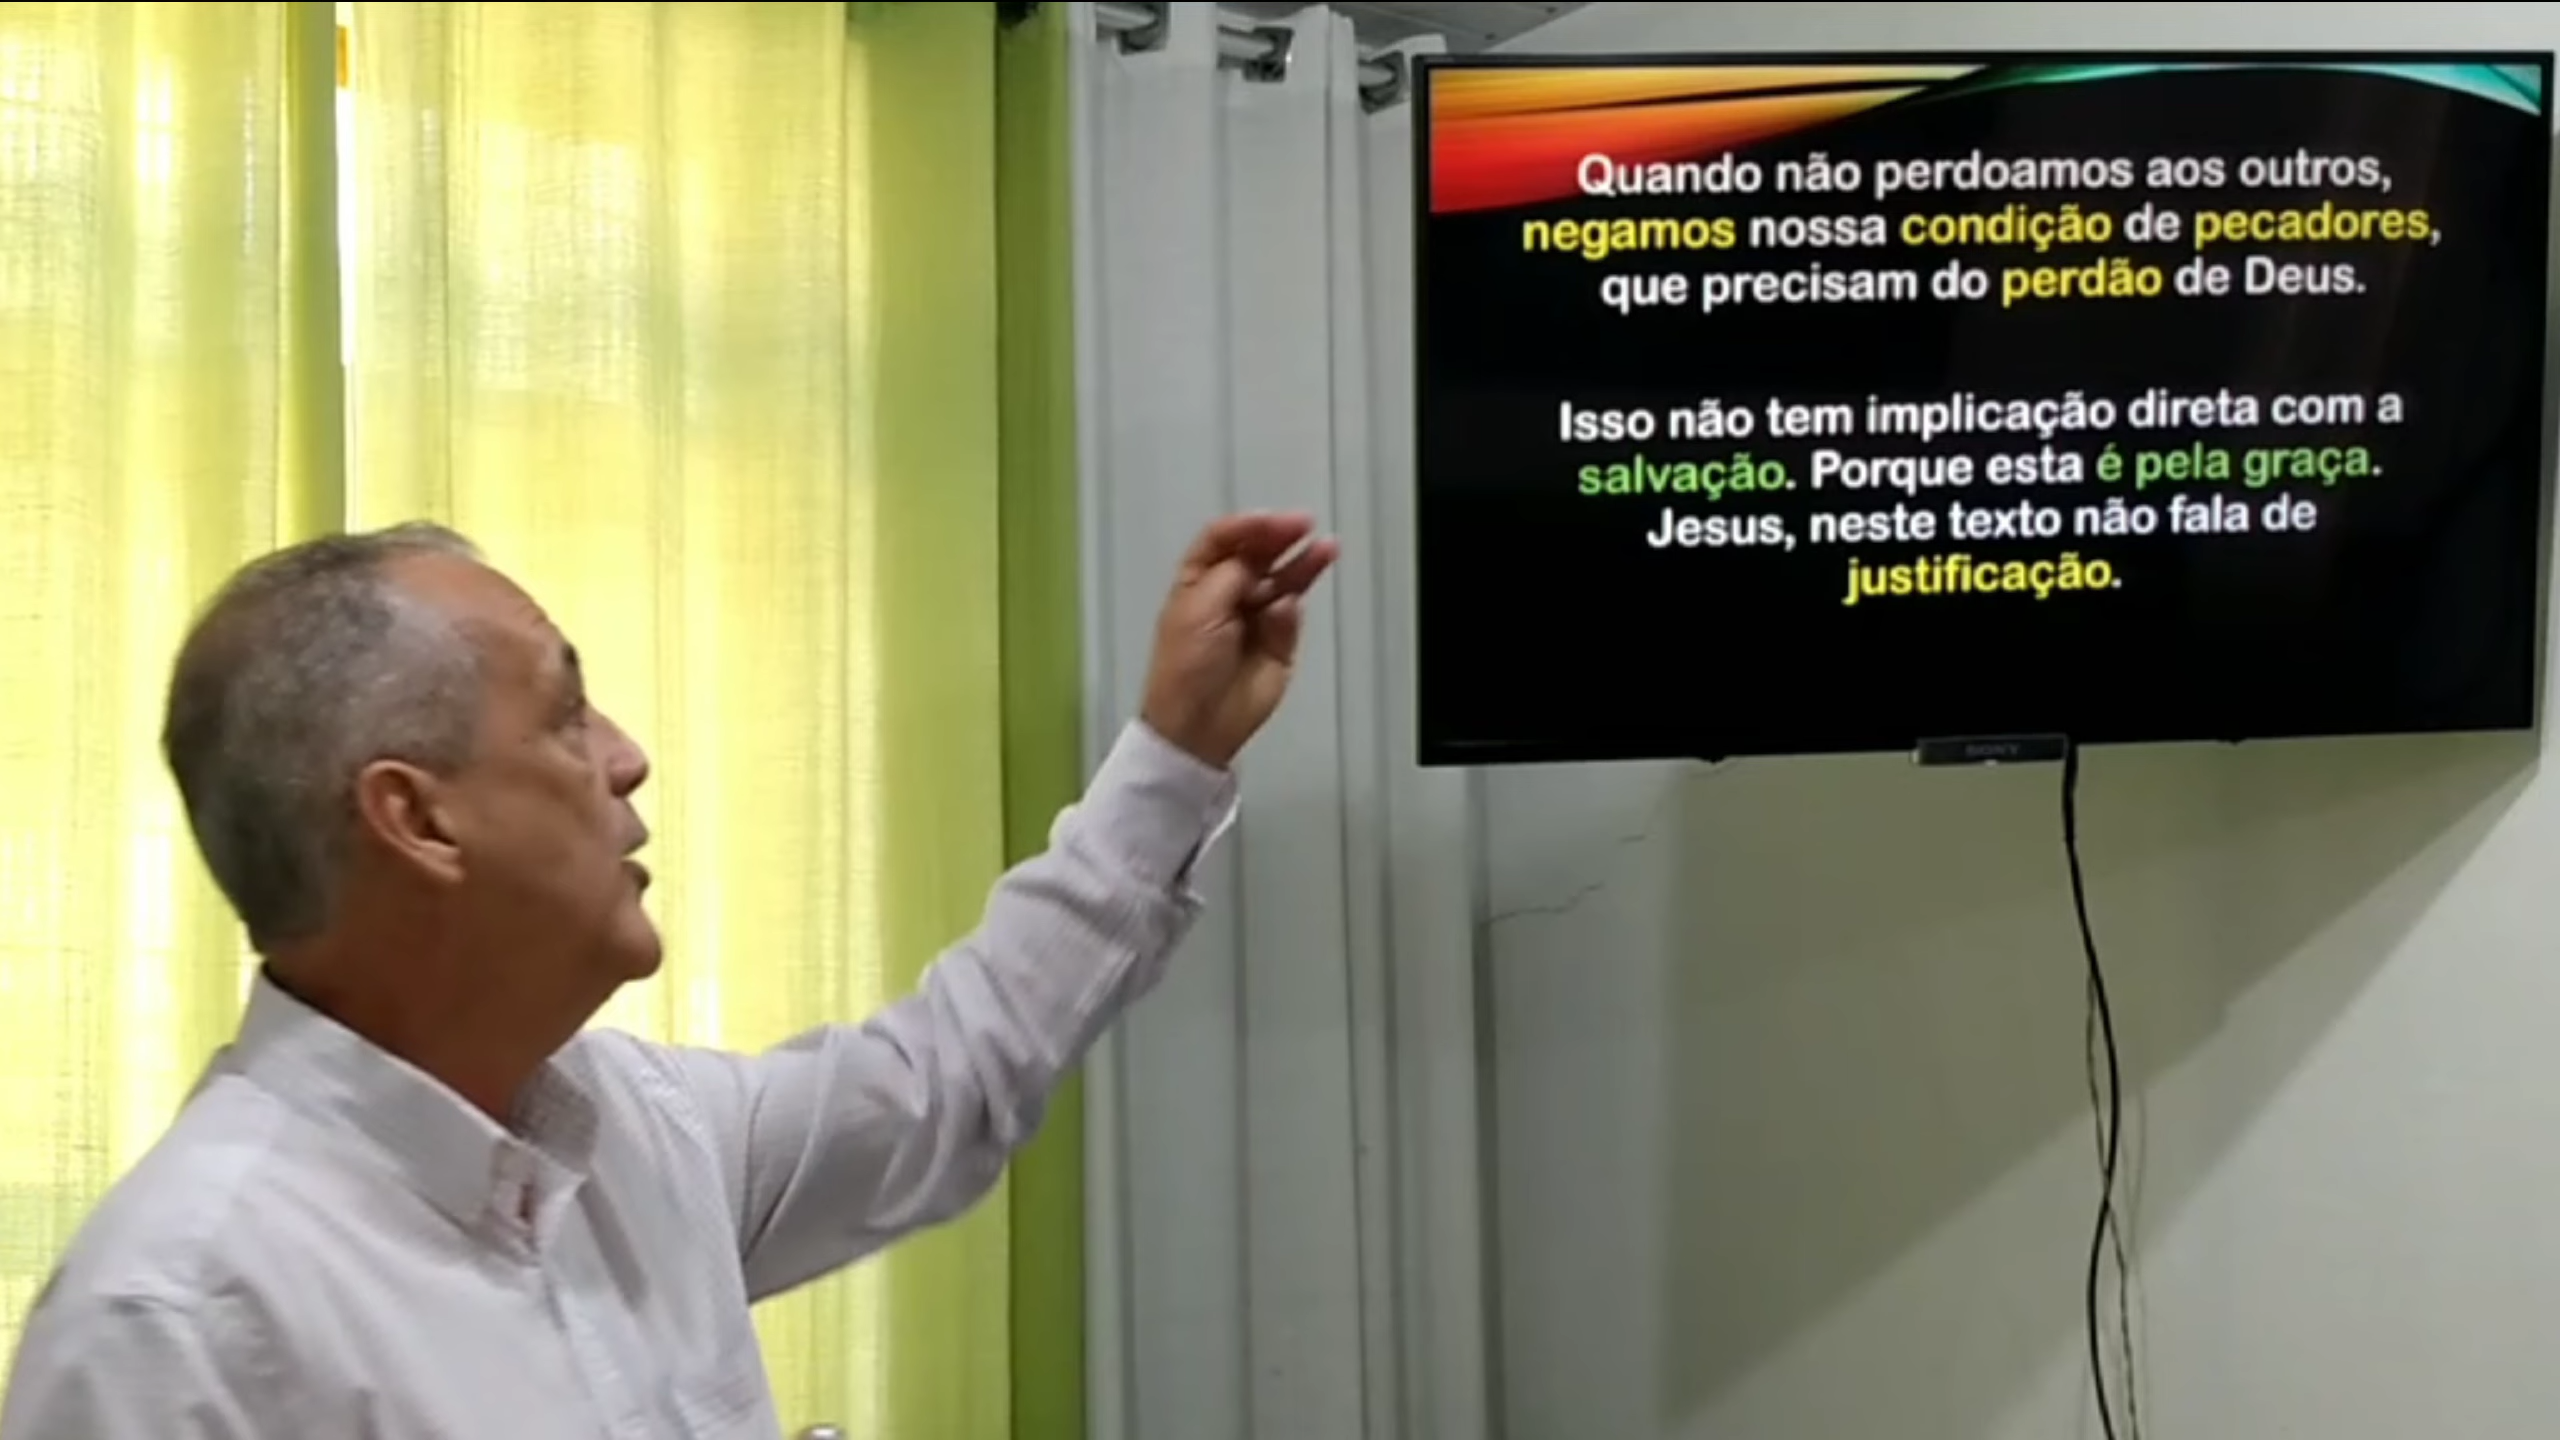 Quando não perdoamos aos outros,
negamos nossa condição de pecadores,
que precisam do perdão de Deus.
Isso não tem implicação direta com a
salvação. Porque esta é pela graça.
Jesus, neste texto não fala de
justificação.
SONY